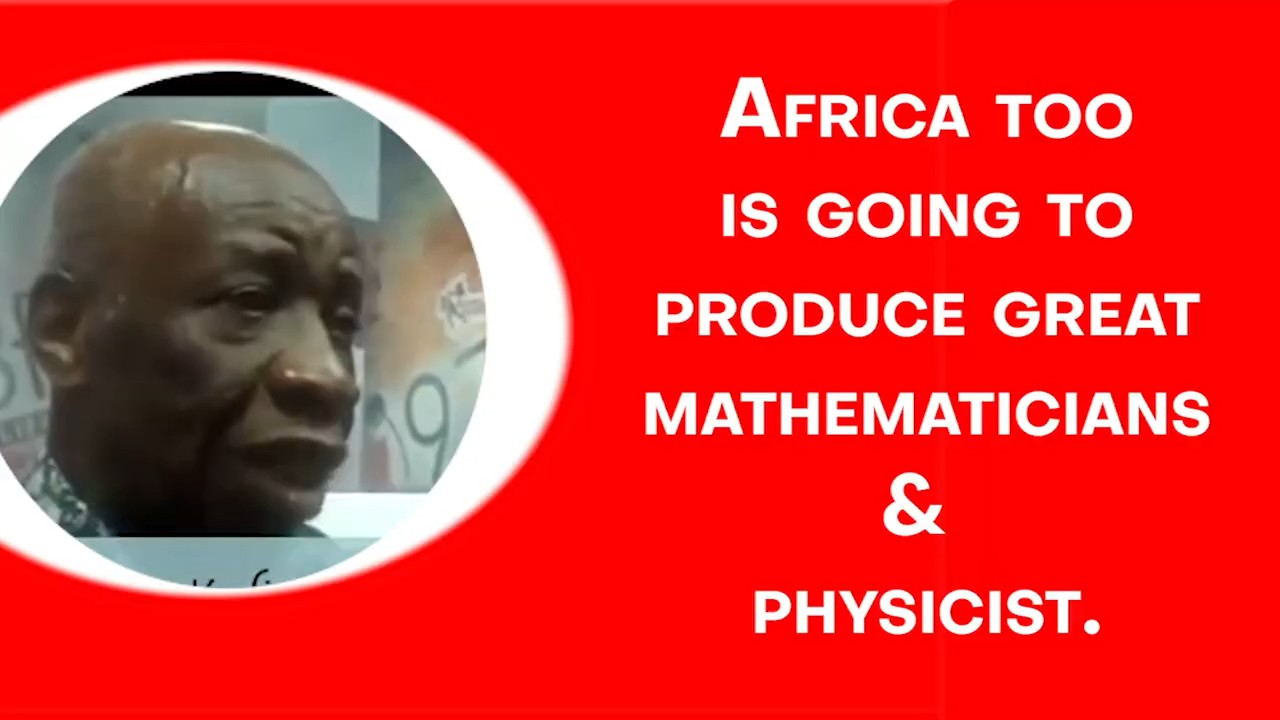 Africa too
is going to
produce great
mathematicians
&
physicist.